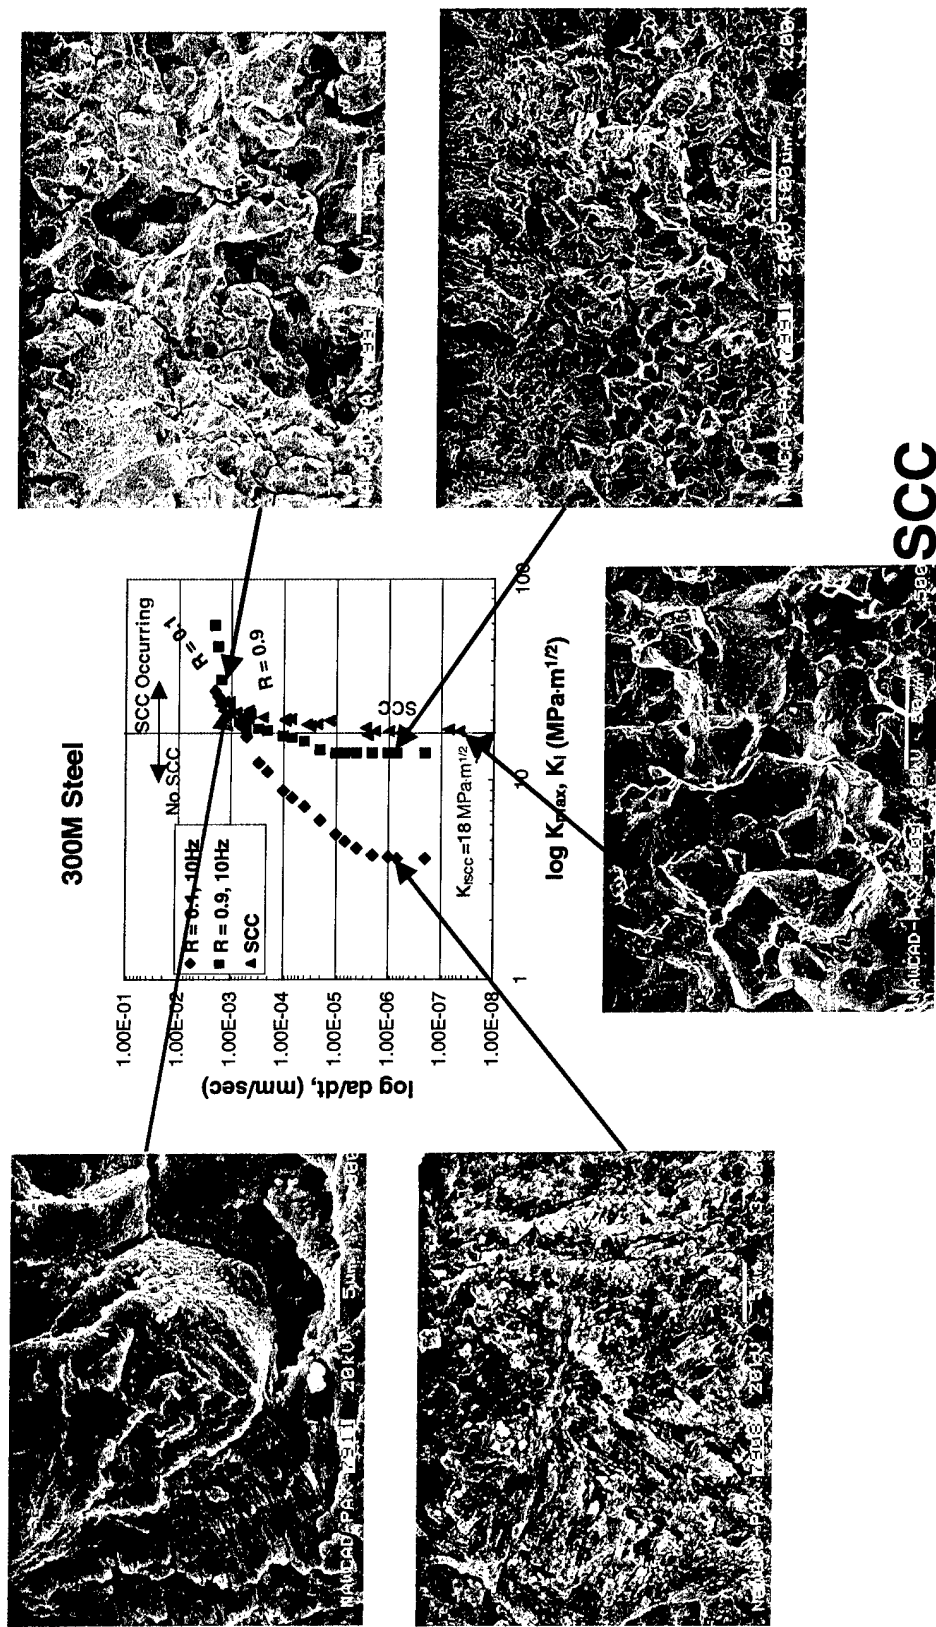 300M Steel
No SCC
SCC Occurring
R = 0.1, 10Hz
R = 0.9, 10Hz
SCC
R = 0.1
R = 0.9
SCC
K_ISCC = 18 MPa·m^1/2
1.00E-01
1.00E-02
1.00E-03
1.00E-04
1.00E-05
1.00E-06
1.00E-07
1.00E-08
log da/dt, (mm/sec)
1
10
100
log K_max, K_I (MPa·m^1/2)
20kU
SCC